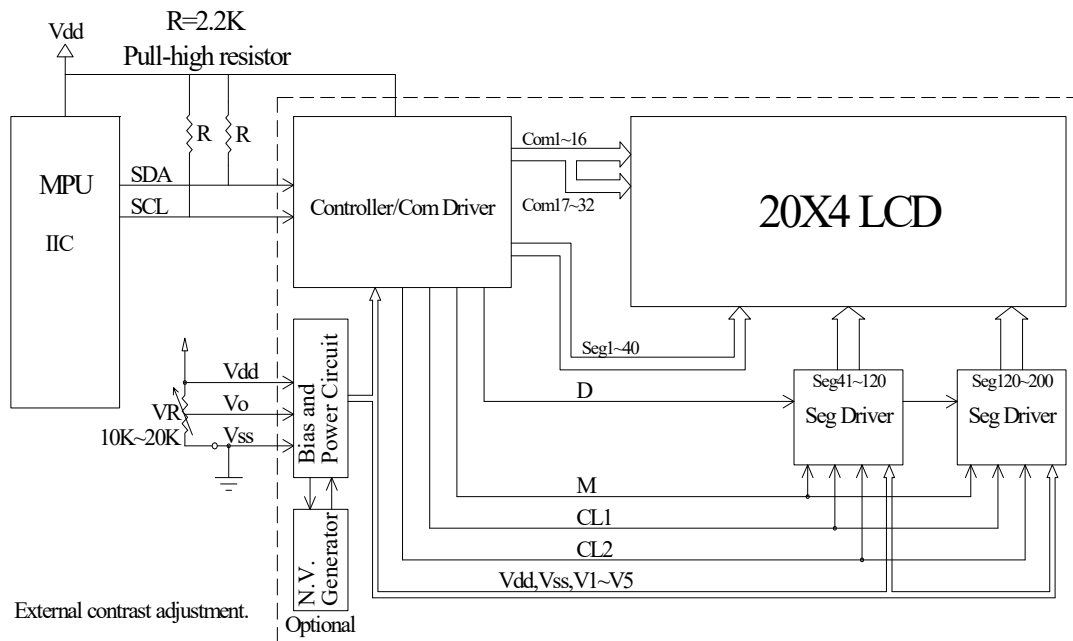 R=2.2K
Vdd
Pull-high resistor
R
R
MPU
IIC
SDA
SCL
Controller/Com Driver
Com1~16
Com17~32
20X4 LCD
Seg1~40
Seg41~120
Seg Driver
Seg120~200
Seg Driver
D
Vdd
Vo
VR
10K~20K
Vss
Bias and
Power Circuit
M
CL1
CL2
Vdd,Vss,V1~V5
N.V.
Generator
Optional
External contrast adjustment.